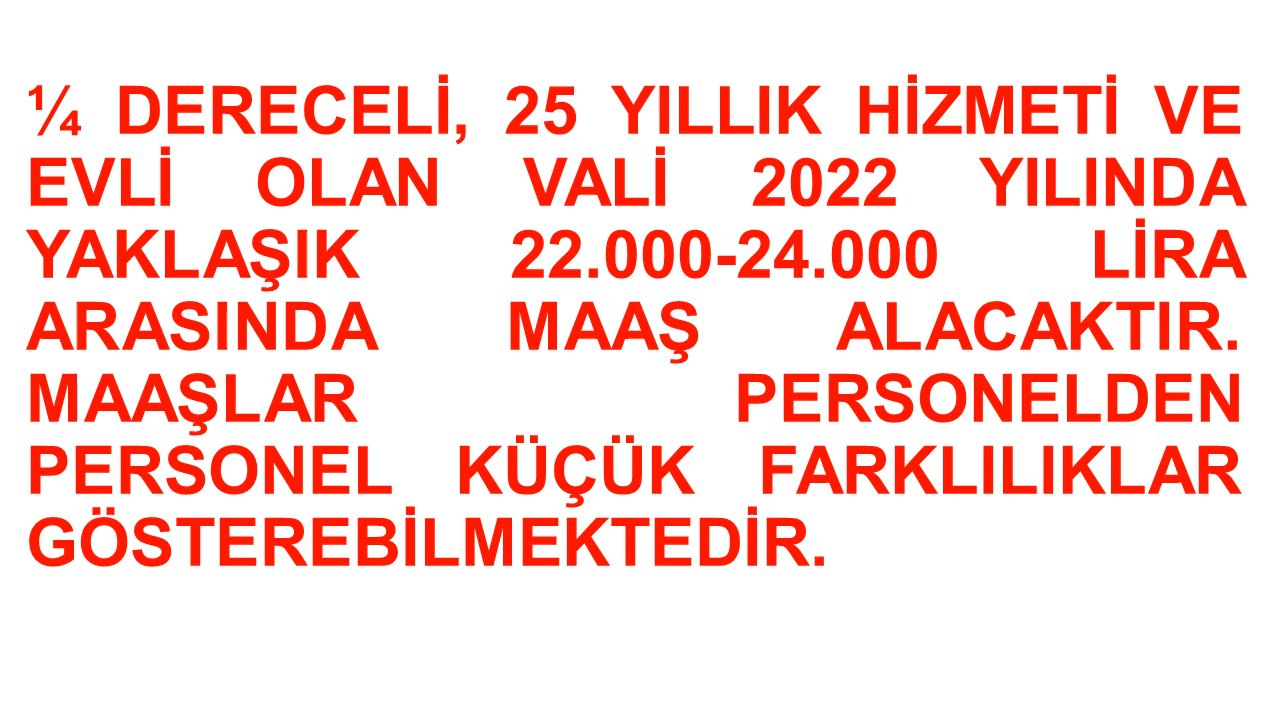 ¼ DERECELİ, 25 YILLIK HİZMETİ VE
EVLİ OLAN VALİ 2022 YILINDA
YAKLAŞIK 22.000-24.000 LİRA
ARASINDA MAAŞ ALACAKTIR.
MAAŞLAR PERSONELDEN
PERSONEL KÜÇÜK FARKLILIKLAR
GÖSTEREBİLMEKTEDİR.